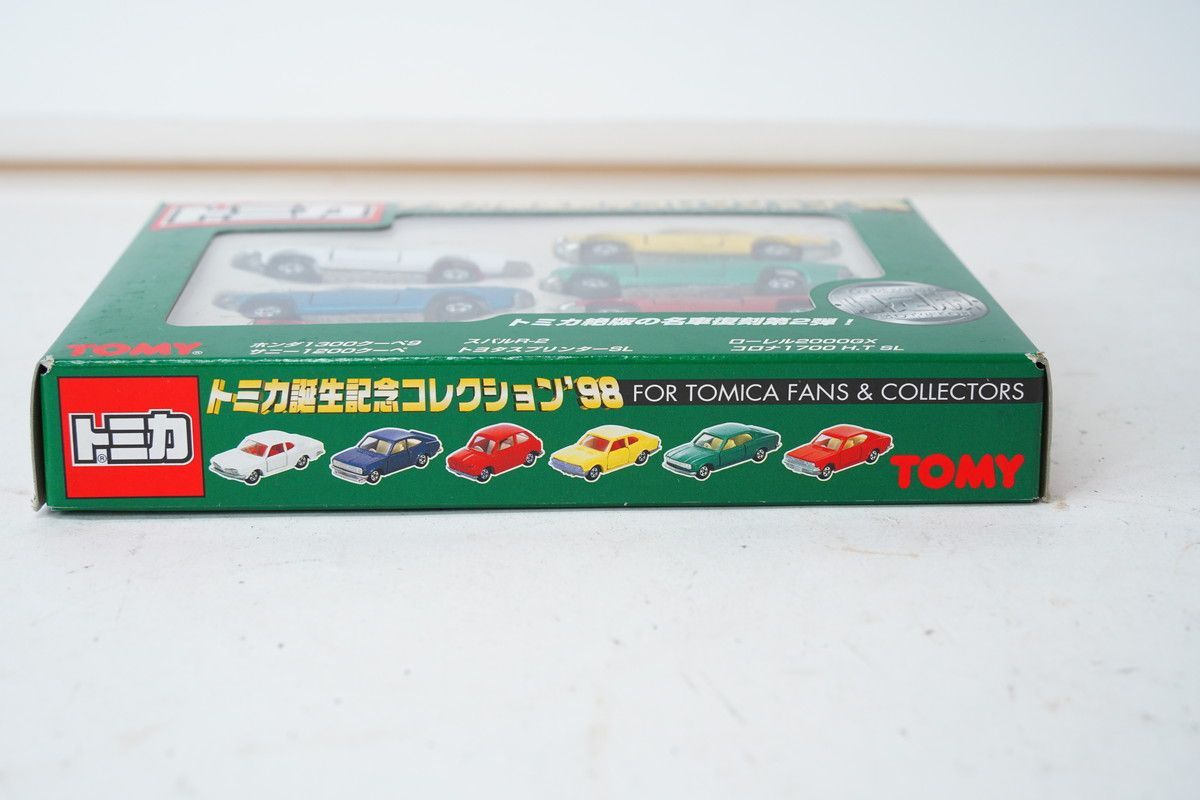 トミカ
トミカ絶版の名車復刻第2弾!
TOMY®
ホンダ1300クーペ9
スバルR-2
ローレル2000GX
サニー1200クーペ
トヨタスプリンターSL
コロナ1700 H.T SL
トミカ誕生記念コレクション'98
FOR TOMICA FANS & COLLECTORS
トミカ
TOMY